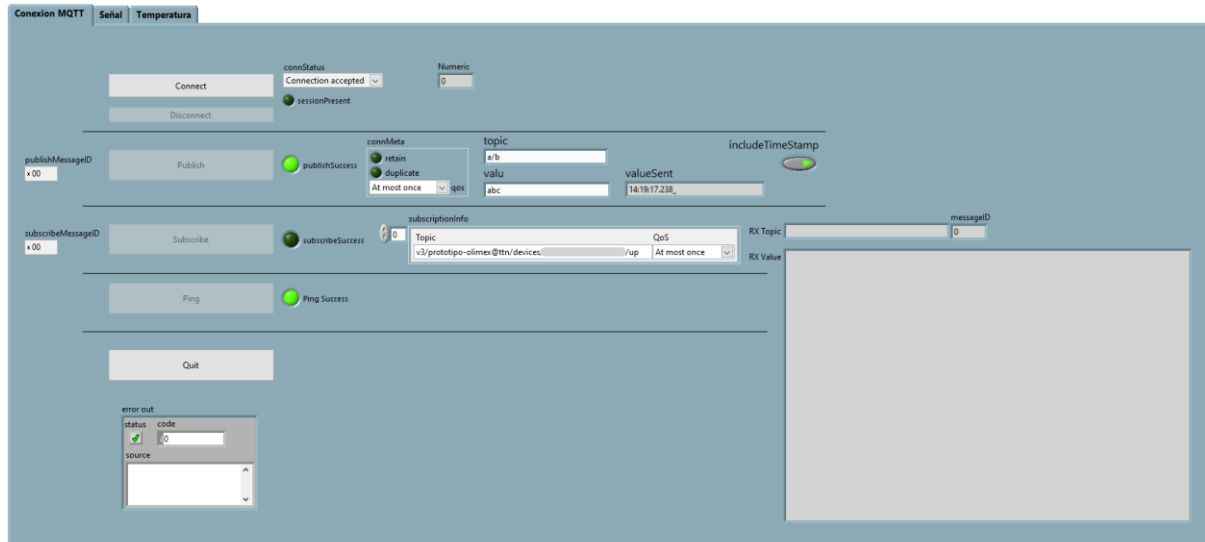 Conexion MQTT Señal Temperatura
connStatus Numeric
Connect Connection accepted 0
sessionPresent
Disconnect
connMeta topic includeTimeStamp
publishMessageID retain a/b
x 00 Publish publishSuccess duplicate valu valueSent
At most once qos abc 14:19:17.238_
subscriptionInfo messageID
subscribeMessageID Subscribe subscribeSuccess 0 Topic QoS RX Topic 0
x 00 v3/prototipo-olimex@ttn/devices/ /up At most once RX Value
Ping Ping Success
Quit
error out
status code
0
source